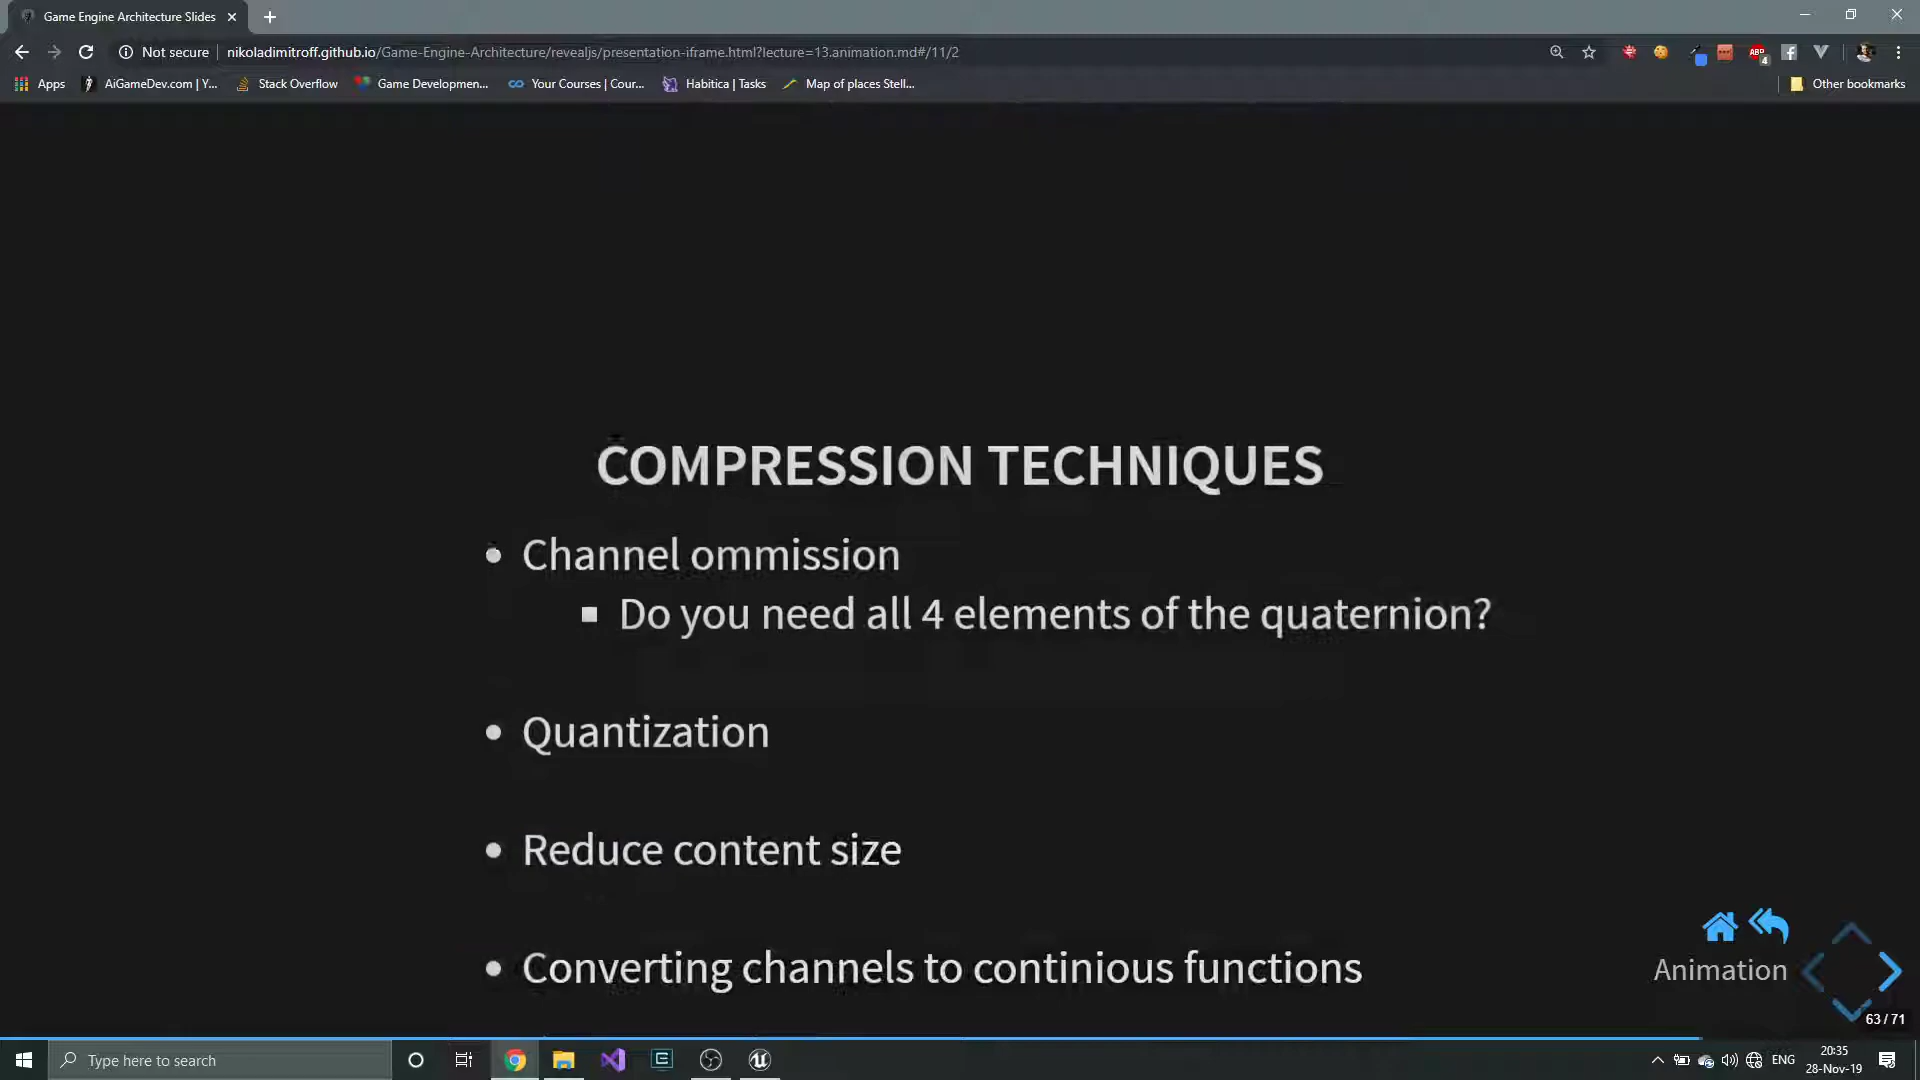 Game Engine Architecture Slides
Not secure
nikoladimitroff.github.io/Game-Engine-Architecture/revealjs/presentation-iframe.html?lecture=13.animation.md#/11/2
ABP
4
Apps
AiGameDev.com | Y...
Stack Overflow
Game Developmen...
Your Courses | Cour...
Habitica | Tasks
Map of places Stell...
Other bookmarks
COMPRESSION TECHNIQUES
Channel ommission
Do you need all 4 elements of the quaternion?
Quantization
Reduce content size
Converting channels to continious functions
Animation
63 / 71
Type here to search
ENG
20:35
28-Nov-19